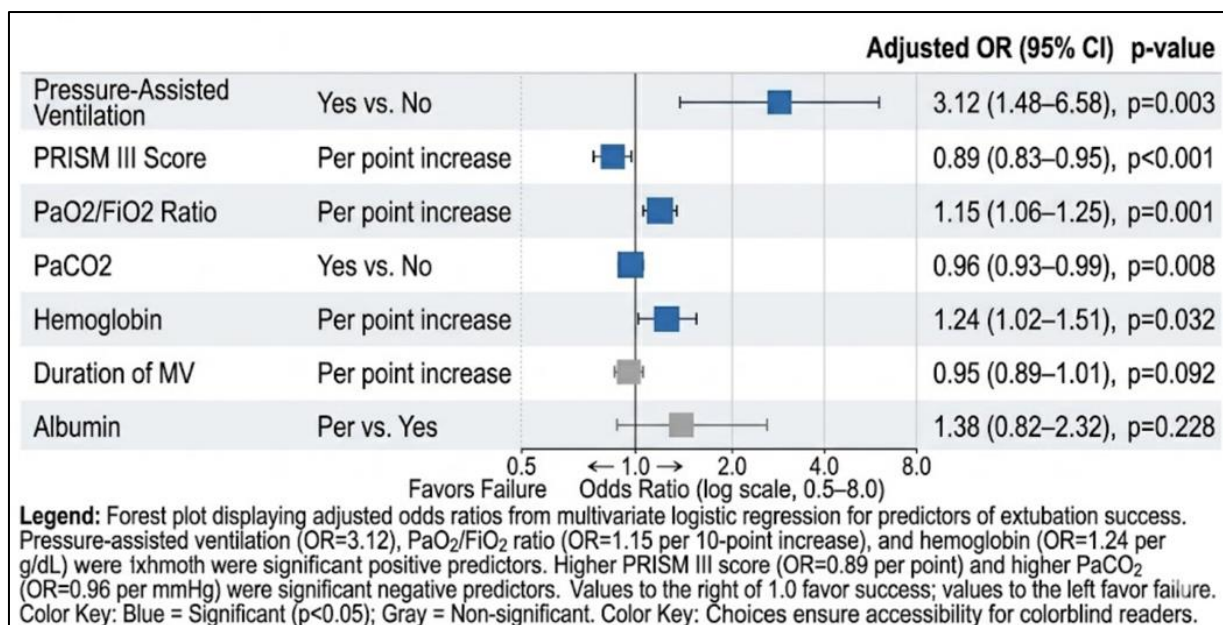 Adjusted OR (95% CI) p-value
Pressure-Assisted Ventilation Yes vs. No 3.12 (1.48–6.58), p=0.003
PRISM III Score Per point increase 0.89 (0.83–0.95), p<0.001
PaO2/FiO2 Ratio Per point increase 1.15 (1.06–1.25), p=0.001
PaCO2 Yes vs. No 0.96 (0.93–0.99), p=0.008
Hemoglobin Per point increase 1.24 (1.02–1.51), p=0.032
Duration of MV Per point increase 0.95 (0.89–1.01), p=0.092
Albumin Per vs. Yes 1.38 (0.82–2.32), p=0.228
0.5 ← 1.0 → 2.0 4.0 8.0
Favors Failure Odds Ratio (log scale, 0.5–8.0)
Legend: Forest plot displaying adjusted odds ratios from multivariate logistic regression for predictors of extubation success.
Pressure-assisted ventilation (OR=3.12), PaO₂/FiO₂ ratio (OR=1.15 per 10-point increase), and hemoglobin (OR=1.24 per
g/dL) were were significant positive predictors. Higher PRISM III score (OR=0.89 per point) and higher PaCO₂
(OR=0.96 per mmHg) were significant negative predictors. Values to the right of 1.0 favor success; values to the left favor failure.
Color Key: Blue = Significant (p<0.05); Gray = Non-significant. Color Key: Choices ensure accessibility for colorblind readers.